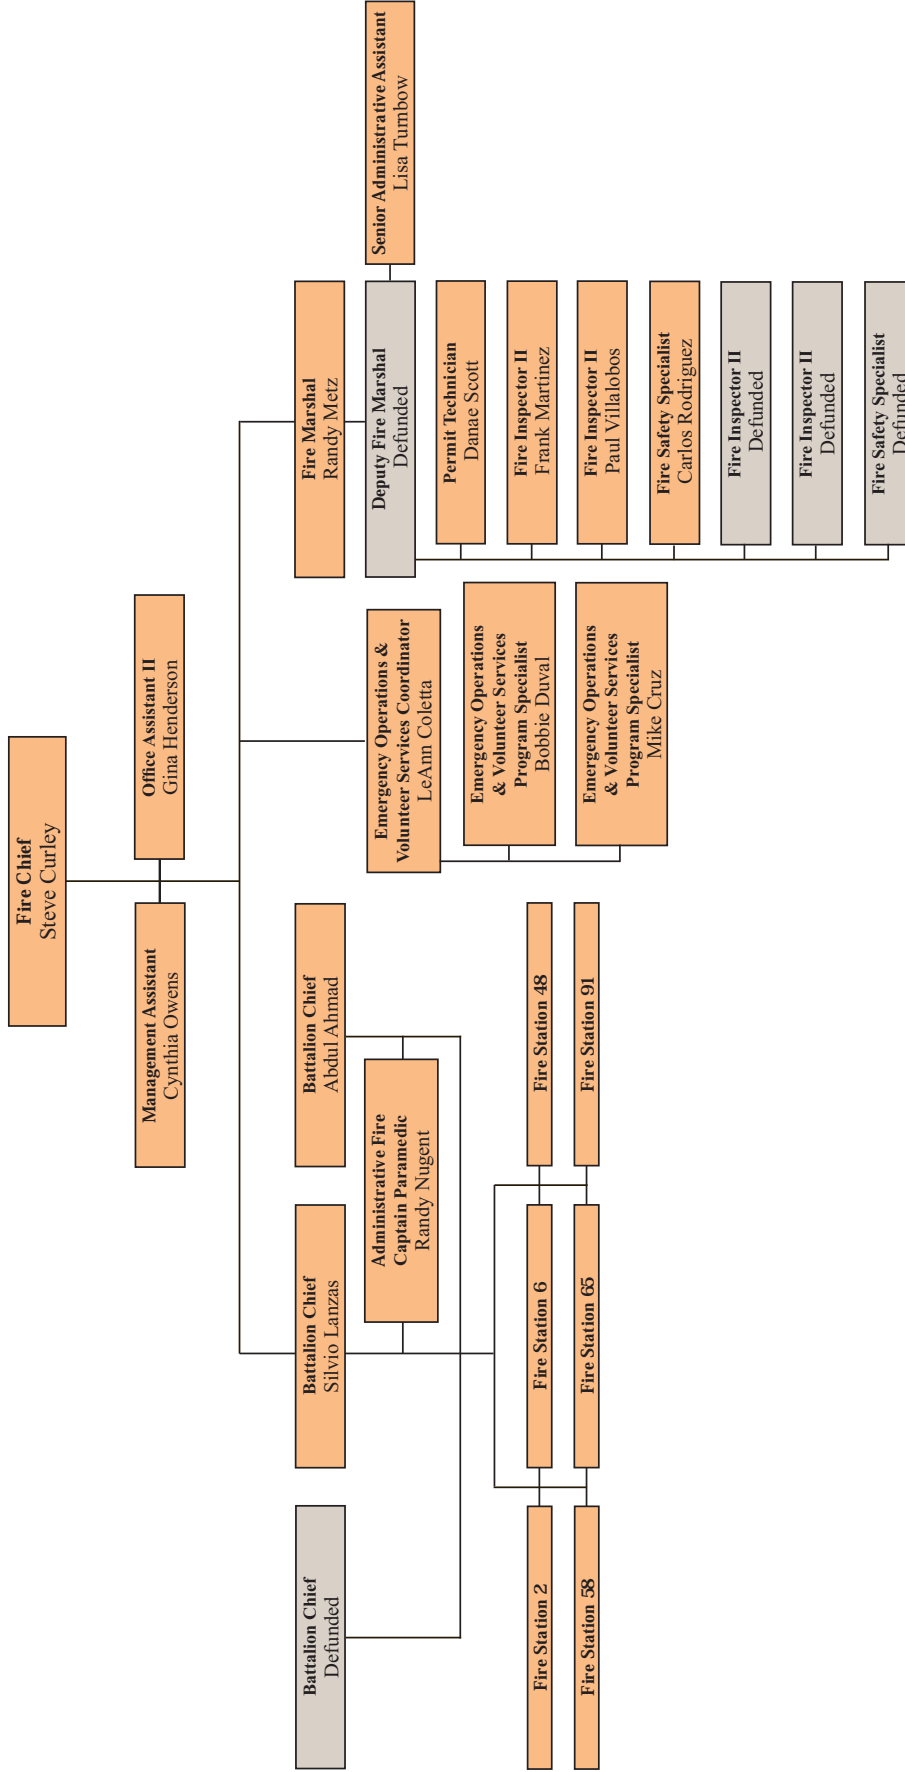 Fire Chief
Steve Curley
Management Assistant
Cynthia Owens
Office Assistant II
Gina Henderson
Battalion Chief
Defunded
Battalion Chief
Silvio Lanzas
Battalion Chief
Abdul Ahmad
Administrative Fire
Captain Paramedic
Randy Nugent
Fire Station 2
Fire Station 6
Fire Station 48
Fire Station 58
Fire Station 65
Fire Station 91
Emergency Operations &
Volunteer Services Coordinator
LeAnn Coletta
Emergency Operations
& Volunteer Services
Program Specialist
Bobbie Duval
Emergency Operations
& Volunteer Services
Program Specialist
Mike Cruz
Fire Marshal
Randy Metz
Deputy Fire Marshal
Defunded
Senior Administrative Assistant
Lisa Turnbow
Permit Technician
Danae Scott
Fire Inspector II
Frank Martinez
Fire Inspector II
Paul Villalobos
Fire Safety Specialist
Carlos Rodriguez
Fire Inspector II
Defunded
Fire Inspector II
Defunded
Fire Safety Specialist
Defunded